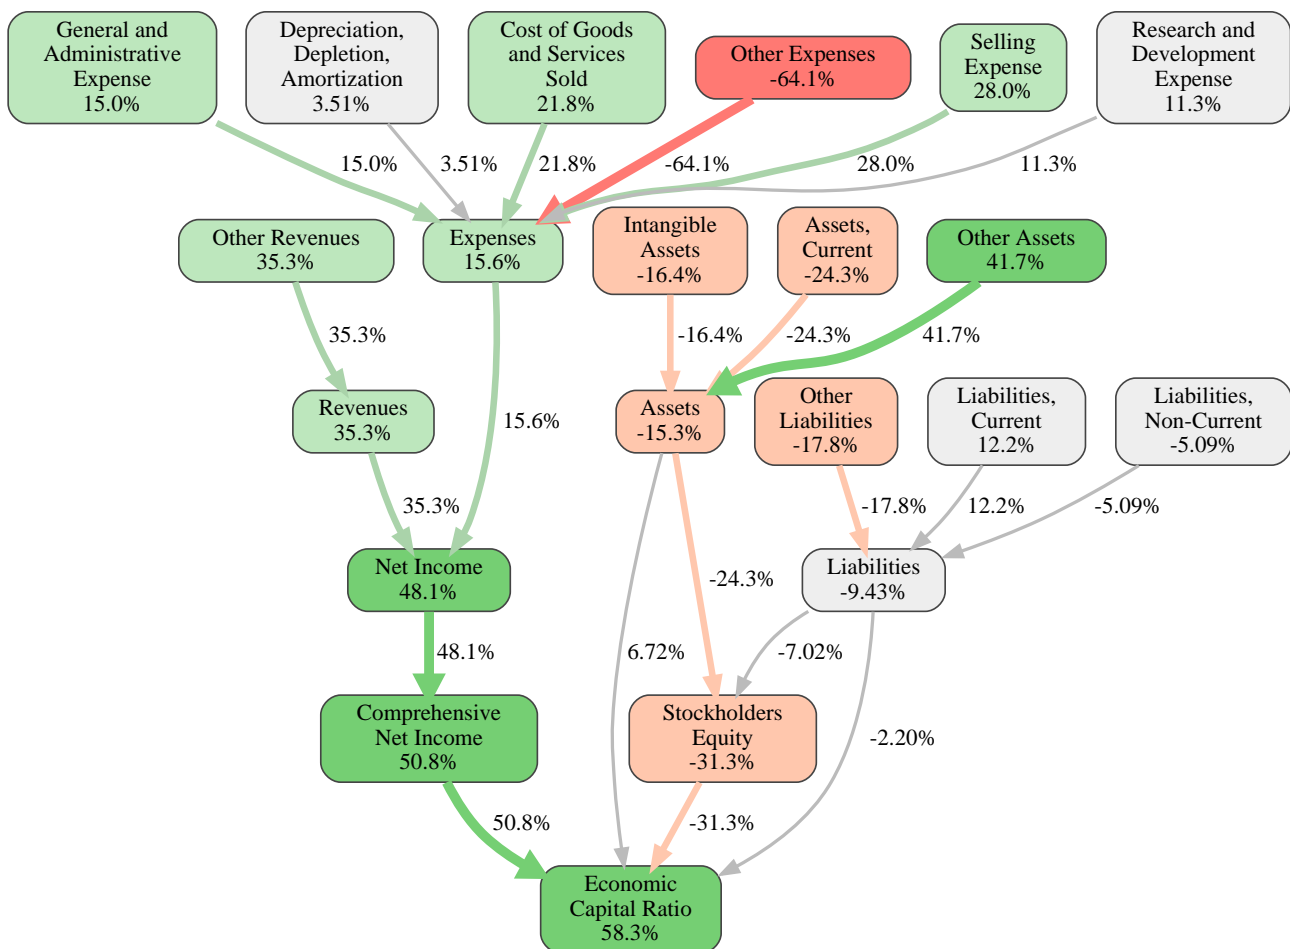 General and
Administrative
Expense
15.0%
Depreciation,
Depletion,
Amortization
3.51%
Cost of Goods
and Services
Sold
21.8%
Other Expenses
-64.1%
Selling
Expense
28.0%
Research and
Development
Expense
11.3%
15.0%
3.51%
21.8%
-64.1%
28.0%
11.3%
Other Revenues
35.3%
Expenses
15.6%
Intangible
Assets
-16.4%
Assets,
Current
-24.3%
Other Assets
41.7%
35.3%
-16.4%
-24.3%
41.7%
Revenues
35.3%
15.6%
Assets
-15.3%
Other
Liabilities
-17.8%
Liabilities,
Current
12.2%
Liabilities,
Non-Current
-5.09%
35.3%
-17.8%
12.2%
-5.09%
Net Income
48.1%
-24.3%
Liabilities
-9.43%
48.1%
6.72%
-7.02%
Comprehensive
Net Income
50.8%
Stockholders
Equity
-31.3%
-2.20%
50.8%
-31.3%
Economic
Capital Ratio
58.3%